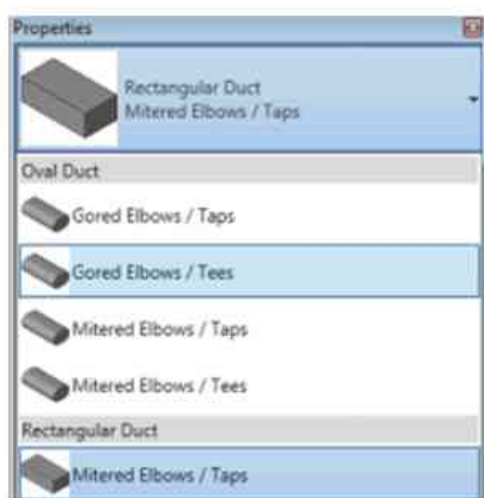 Properties
Rectangular Duct
Mitered Elbows / Taps
Oval Duct
Gored Elbows / Taps
Gored Elbows / Tees
Mitered Elbows / Taps
Mitered Elbows / Tees
Rectangular Duct
Mitered Elbows / Taps